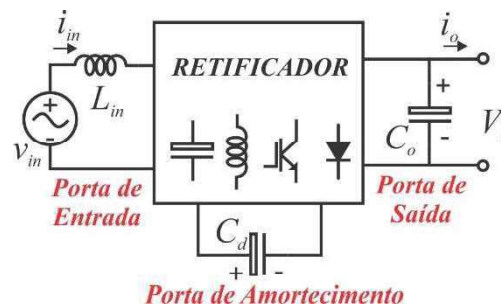 i_in
L_in
v_in
RETIFICADOR
i_o
+
C_o
-
V
Porta de
Entrada
Porta de
Saída
C_d
+ -
Porta de Amortecimento